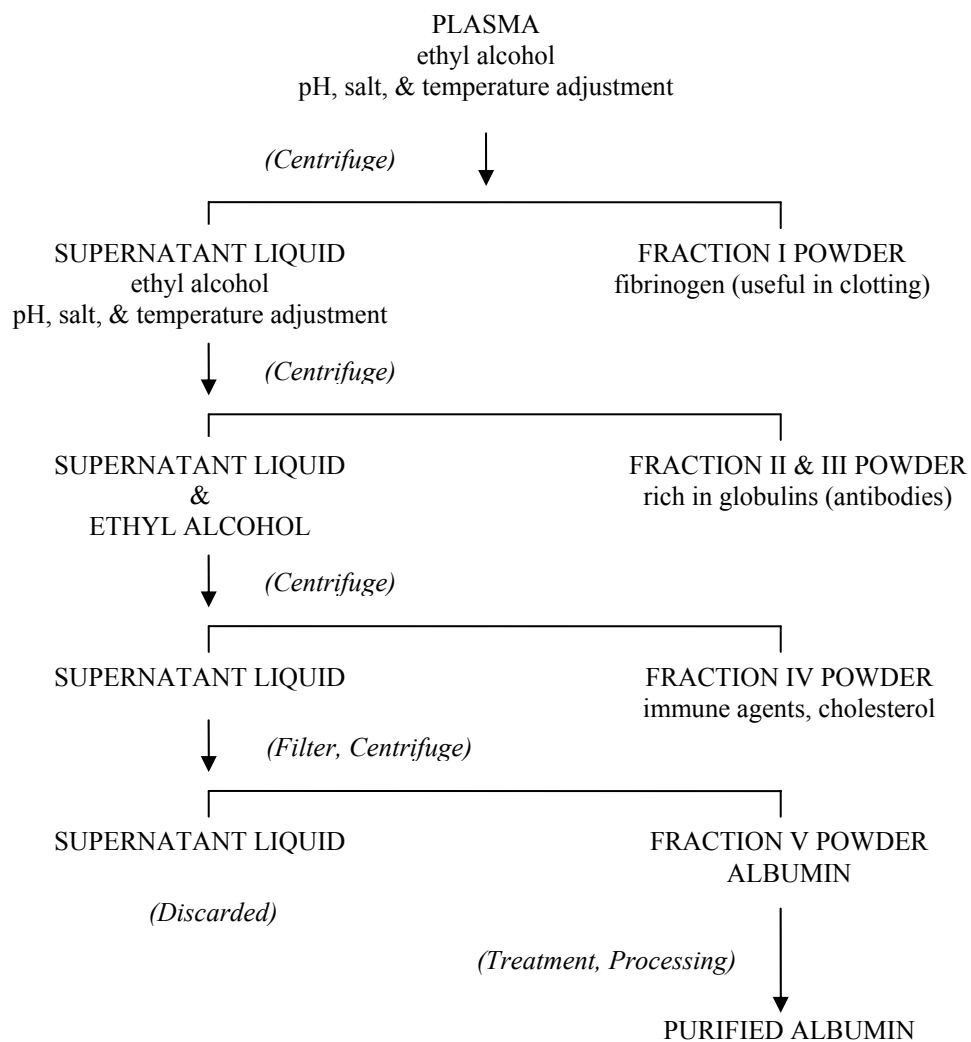 PLASMA
ethyl alcohol
pH, salt, & temperature adjustment
(Centrifuge)
SUPERNATANT LIQUID
ethyl alcohol
pH, salt, & temperature adjustment
FRACTION I POWDER
fibrinogen (useful in clotting)
(Centrifuge)
SUPERNATANT LIQUID
&
ETHYL ALCOHOL
FRACTION II & III POWDER
rich in globulins (antibodies)
(Centrifuge)
SUPERNATANT LIQUID
FRACTION IV POWDER
immune agents, cholesterol
(Filter, Centrifuge)
SUPERNATANT LIQUID
(Discarded)
FRACTION V POWDER
ALBUMIN
(Treatment, Processing)
PURIFIED ALBUMIN